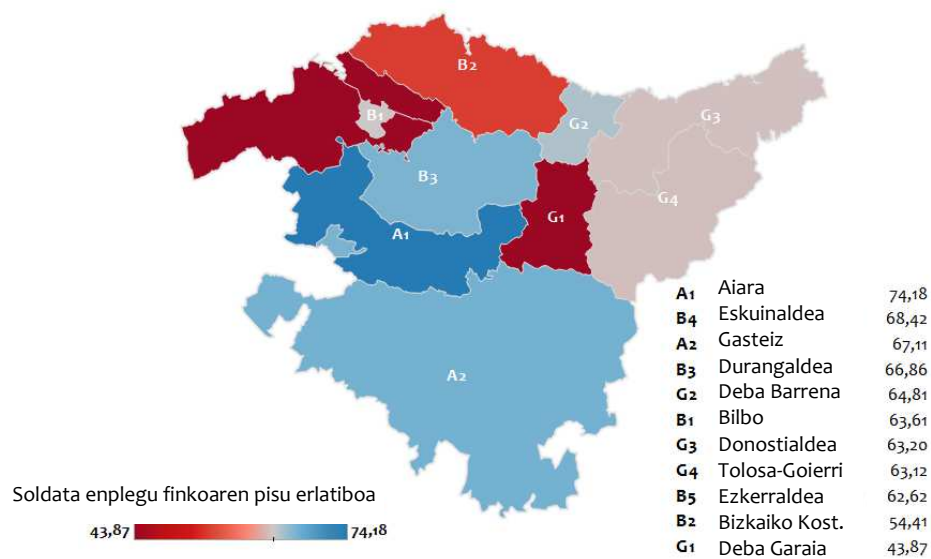 B2
B1
G2
G3
B3
G4
G1
A1
A2
A1 Aiara 74,18
B4 Eskuinaldea 68,42
A2 Gasteiz 67,11
B3 Durangaldea 66,86
G2 Deba Barrena 64,81
B1 Bilbo 63,61
G3 Donostialdea 63,20
G4 Tolosa-Goierri 63,12
B5 Ezkerraldea 62,62
B2 Bizkaiko Kost. 54,41
G1 Deba Garaia 43,87
Soldata enplegu finkoaren pisu erlatiboa
43,87 74,18